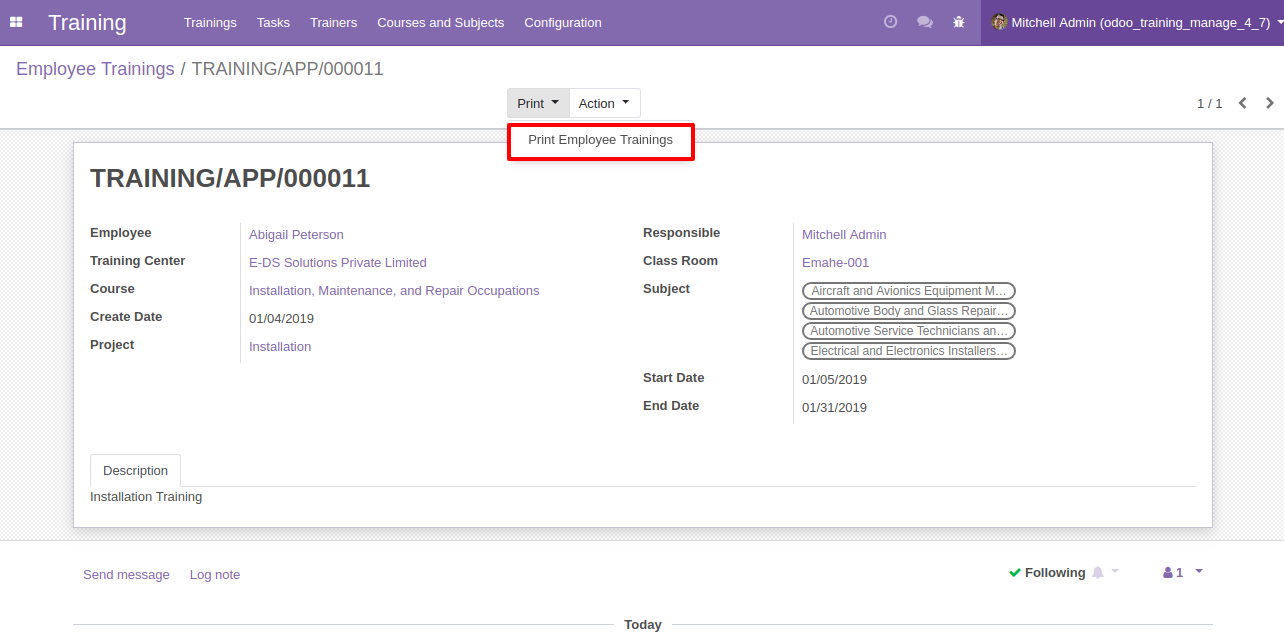 Training Trainings Tasks Trainers Courses and Subjects Configuration Mitchell Admin (odoo_training_manage_4_7)
Employee Trainings / TRAINING/APP/000011
Print Action 1 / 1
Print Employee Trainings
TRAINING/APP/000011
Employee Abigail Peterson
Training Center E-DS Solutions Private Limited
Course Installation, Maintenance, and Repair Occupations
Create Date 01/04/2019
Project Installation
Responsible Mitchell Admin
Class Room Emahe-001
Subject Aircraft and Avionics Equipment M...
Automotive Body and Glass Repair...
Automotive Service Technicians an...
Electrical and Electronics Installers...
Start Date 01/05/2019
End Date 01/31/2019
Description
Installation Training
Send message Log note Following 1
Today